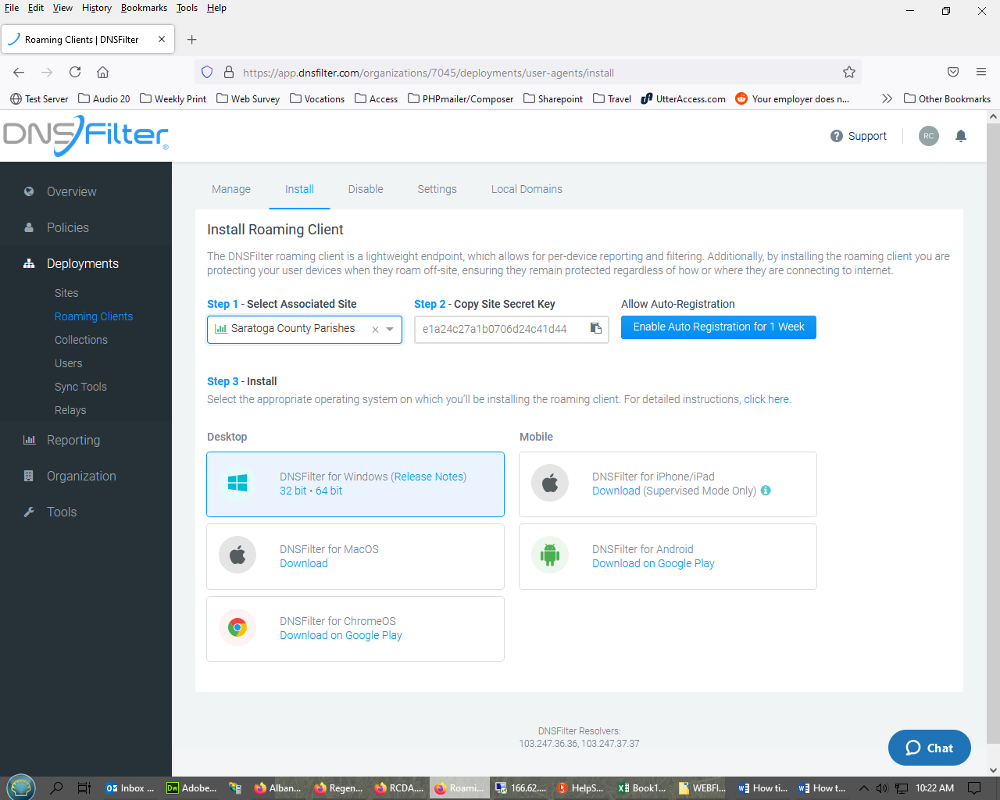 File Edit View History Bookmarks Tools Help
Roaming Clients | DNSFilter
https://app.dnsfilter.com/organizations/7045/deployments/user-agents/install
Test Server Audio 20 Weekly Print Web Survey Vocations Access PHPmailer/Composer Sharepoint Travel UtterAccess.com Your employer does n... Other Bookmarks
DNSFilter
Support RC
Overview
Policies
Deployments
Sites
Roaming Clients
Collections
Users
Sync Tools
Relays
Reporting
Organization
Tools
Manage Install Disable Settings Local Domains
Install Roaming Client
The DNSFilter roaming client is a lightweight endpoint, which allows for per-device reporting and filtering. Additionally, by installing the roaming client you are
protecting your user devices when they roam off-site, ensuring they remain protected regardless of how or where they are connecting to internet.
Step 1 - Select Associated Site
Saratoga County Parishes
Step 2 - Copy Site Secret Key
e1a24c27a1b0706d24c41d44
Allow Auto-Registration
Enable Auto Registration for 1 Week
Step 3 - Install
Select the appropriate operating system on which you'll be installing the roaming client. For detailed instructions, click here.
Desktop
DNSFilter for Windows (Release Notes)
32 bit • 64 bit
DNSFilter for MacOS
Download
DNSFilter for ChromeOS
Download on Google Play
Mobile
DNSFilter for iPhone/iPad
Download (Supervised Mode Only)
DNSFilter for Android
Download on Google Play
DNSFilter Resolvers:
103.247.36.36, 103.247.37.37
Chat
Inbox ... Adobe... Alban... Regen... RCDA.... Roami... 166.62.... HelpS... Book1... WEBFI... How ti... How t... 10:22 AM